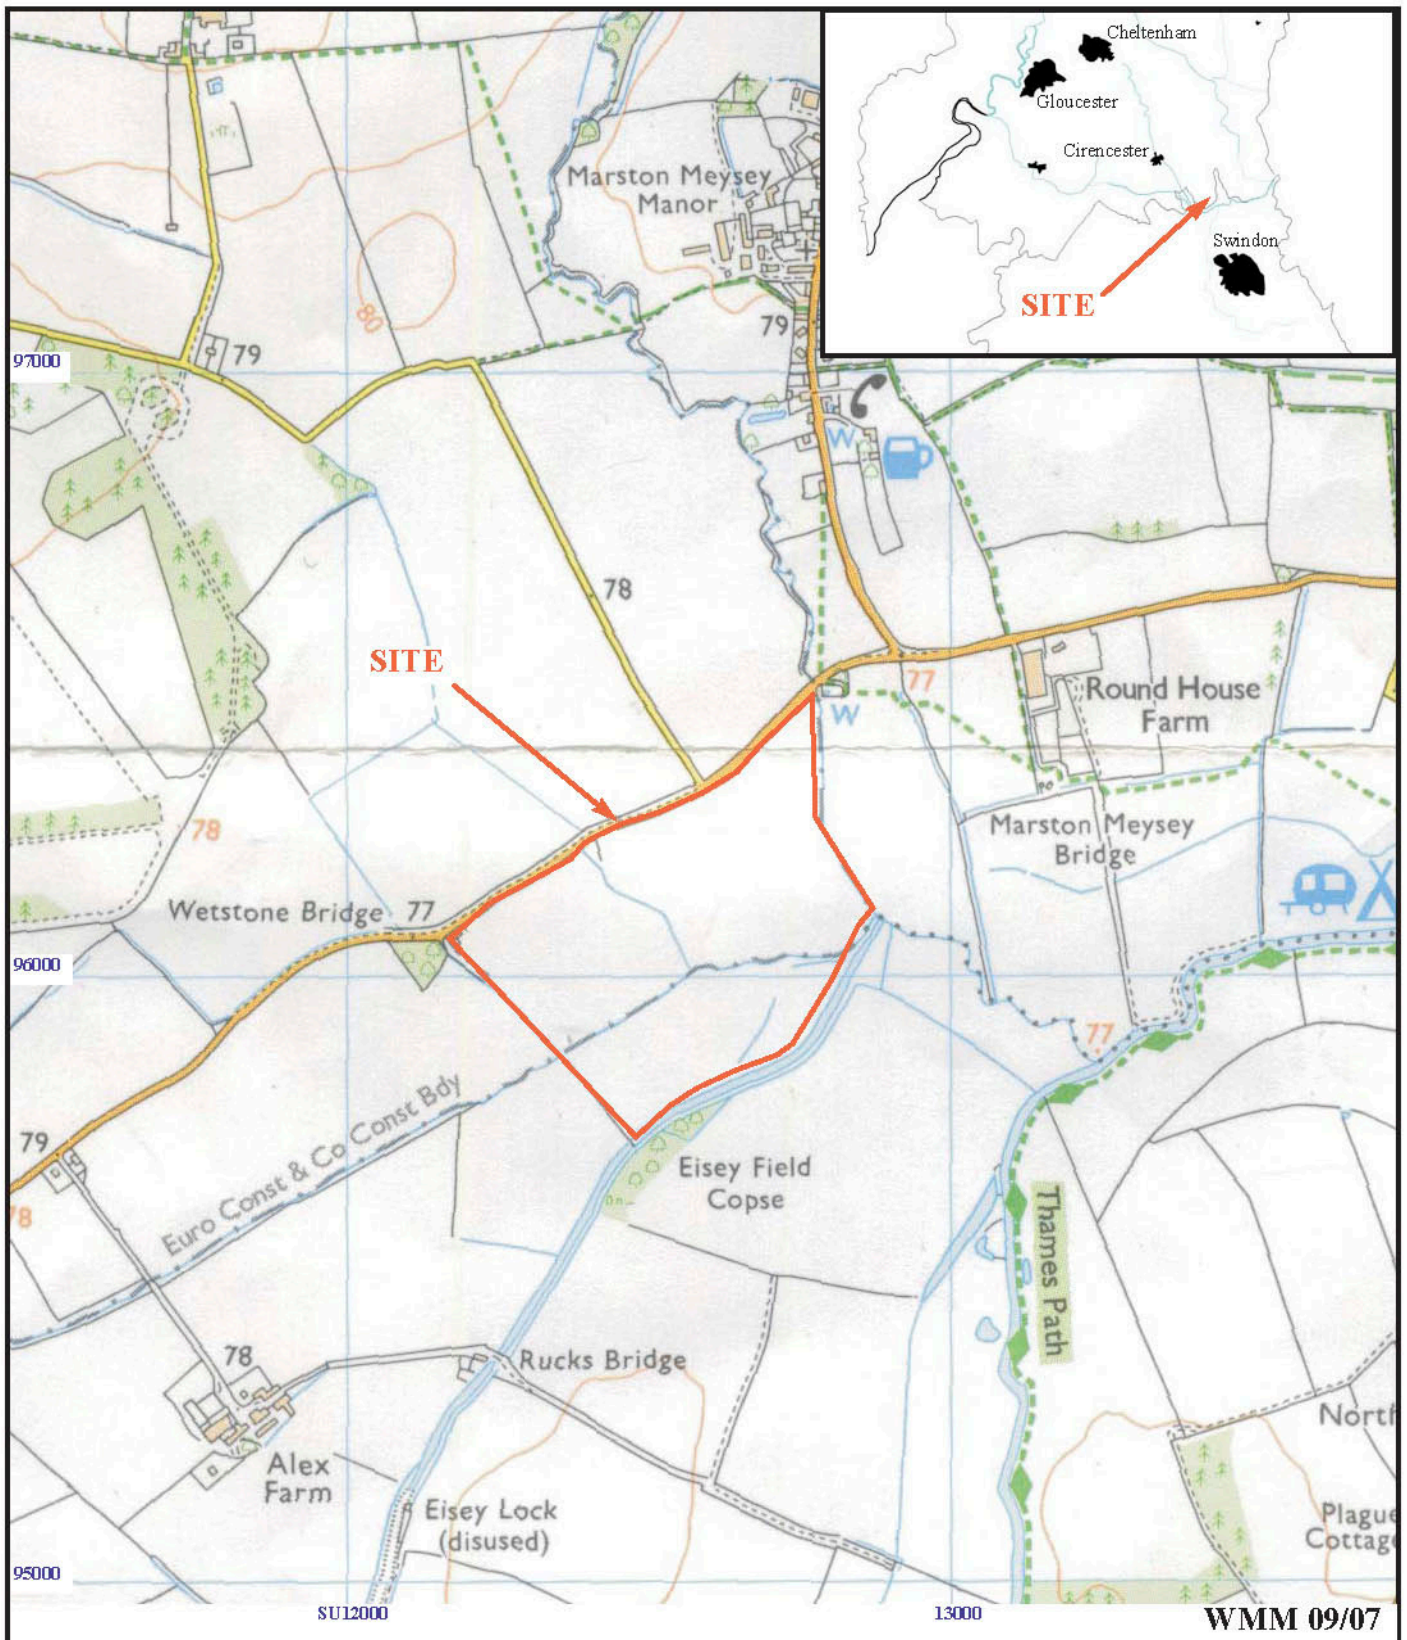 Cheltenham
Gloucester
Cirencester
Swindon
SITE
Marston Meysey
Manor
80
79
79
97000
W
78
SITE
77
W
Round House
Farm
78
Marston Meysey
Bridge
Wetstone Bridge 77
96000
77
Euro Const & Co Const Bdy
79
78
Eisey Field
Copse
Thames Path
78
Rucks Bridge
North
Alex
Farm
Eisey Lock
(disused)
Plague
Cottage
95000
SU12000
13000
WMM 09/07